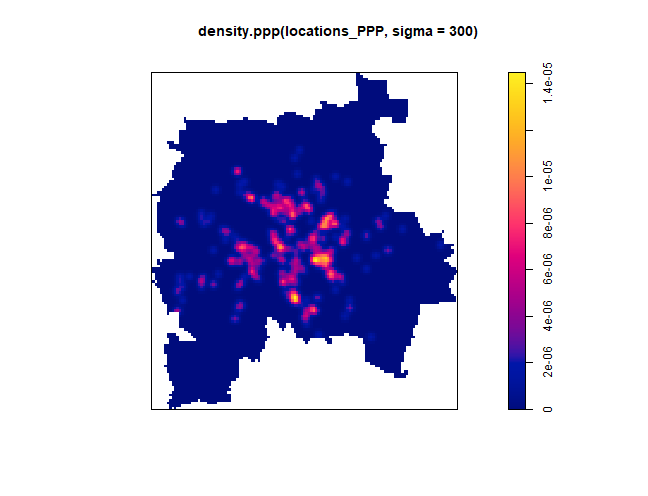 density.ppp(locations_PPP, sigma = 300)
1.4e-05
1e-05
8e-06
6e-06
4e-06
2e-06
0